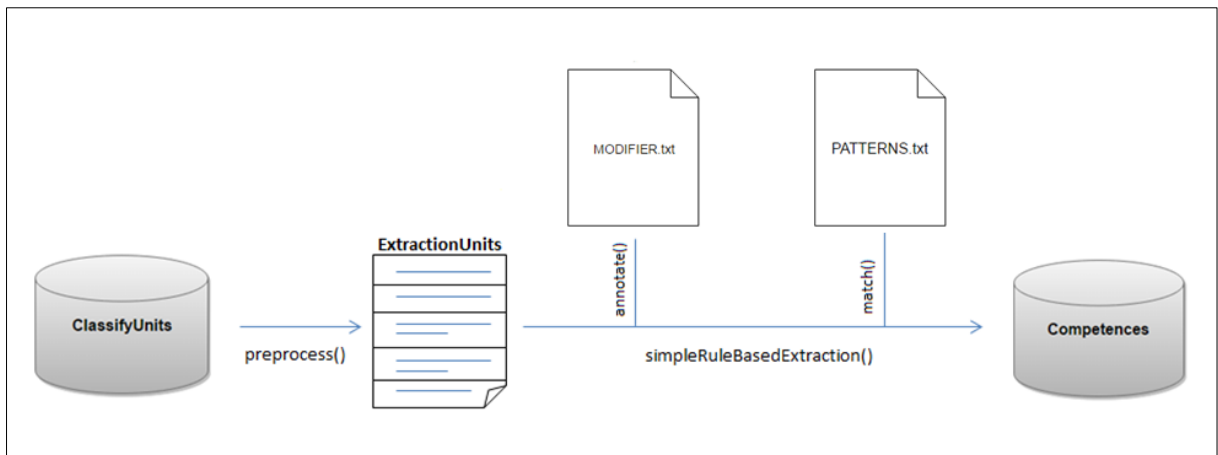 MODIFIER.txt
PATTERNS.txt
ExtractionUnits
annotate()
match()
ClassifyUnits
Competences
preprocess()
simpleRuleBasedExtraction()